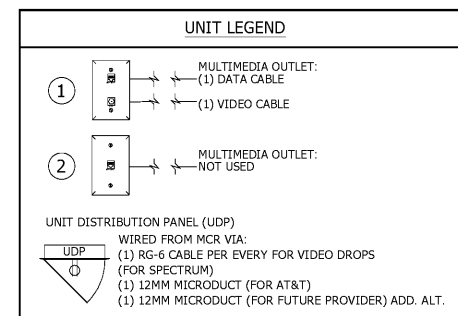 UNIT LEGEND
1
MULTIMEDIA OUTLET:
(1) DATA CABLE
(1) VIDEO CABLE
2
MULTIMEDIA OUTLET:
NOT USED
UNIT DISTRIBUTION PANEL (UDP)
UDP
WIRED FROM MCR VIA:
(1) RG-6 CABLE PER EVERY FOR VIDEO DROPS
(FOR SPECTRUM)
(1) 12MM MICRODUCT (FOR AT&T)
(1) 12MM MICRODUCT (FOR FUTURE PROVIDER) ADD. ALT.